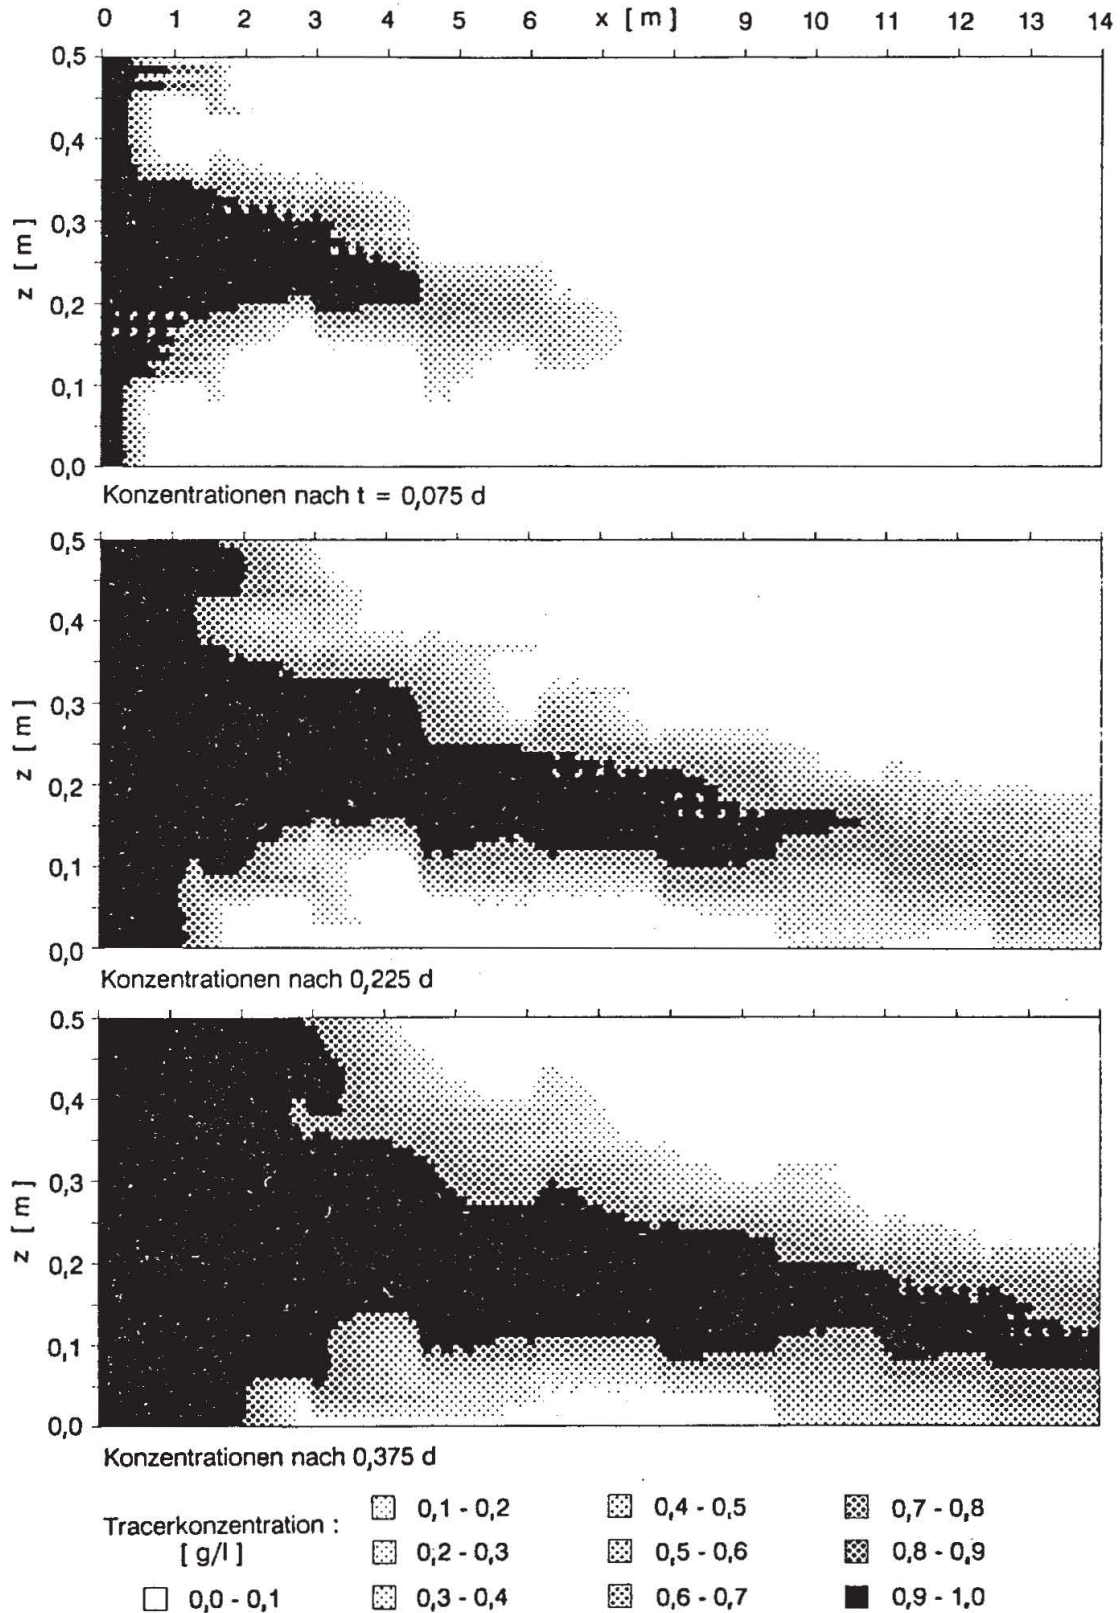 0 1 2 3 4 5 6 x [ m ] 9 10 11 12 13 14
0,5
0,4
0,3
z [ m ]
0,2
0,1
0,0
Konzentrationen nach t = 0,075 d
0,5
0,4
0,3
z [ m ]
0,2
0,1
0,0
Konzentrationen nach 0,225 d
0,5
0,4
0,3
z [ m ]
0,2
0,1
0,0
Konzentrationen nach 0,375 d
Tracerkonzentration :
[ g/l ]
0,0 - 0,1
0,1 - 0,2
0,2 - 0,3
0,3 - 0,4
0,4 - 0,5
0,5 - 0,6
0,6 - 0,7
0,7 - 0,8
0,8 - 0,9
0,9 - 1,0